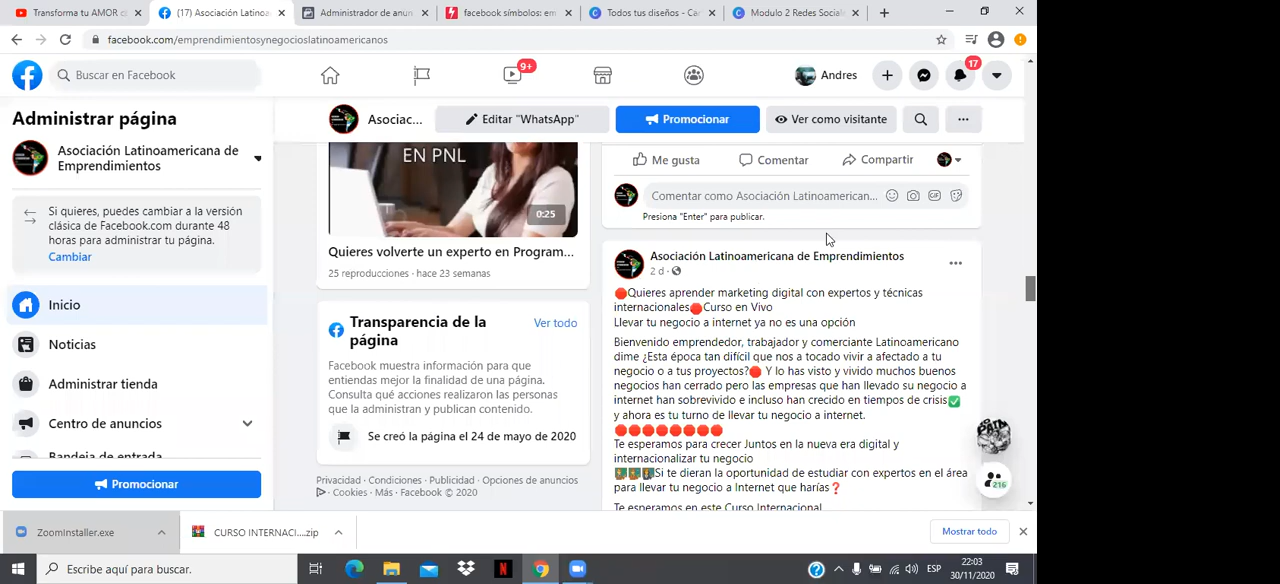 Transforma tu AMOR c
(17) Asociación Latinoa
Administrador de anun
facebook símbolos: em
Todos tus diseños - Ca
Modulo 2 Redes Sociale
facebook.com/emprendimientosynegocioslatinoamericanos
Buscar en Facebook
9+
Andres
17
Administrar página
Asociación Latinoamericana de
Emprendimientos
Si quieres, puedes cambiar a la versión
clásica de Facebook.com durante 48
horas para administrar tu página.
Cambiar
Inicio
Noticias
Administrar tienda
Centro de anuncios
Bandeja de entrada
Promocionar
Asociac...
Editar "WhatsApp"
Promocionar
Ver como visitante
EN PNL
0:25
Quieres volverte un experto en Program...
25 reproducciones · hace 23 semanas
Transparencia de la
página
Ver todo
Facebook muestra información para que
entiendas mejor la finalidad de una página.
Consulta qué acciones realizaron las personas
que la administran y publican contenido.
Se creó la página el 24 de mayo de 2020
Privacidad · Condiciones · Publicidad · Opciones de anuncios
· Cookies · Más · Facebook © 2020
Me gusta
Comentar
Compartir
Comentar como Asociación Latinoamerican...
GIF
Presiona "Enter" para publicar.
Asociación Latinoamericana de Emprendimientos
2 d ·
🔴Quieres aprender marketing digital con expertos y técnicas
internacionales🔴Curso en Vivo
Llevar tu negocio a internet ya no es una opción
Bienvenido emprendedor, trabajador y comerciante Latinoamericano
dime ¿Esta época tan difícil que nos a tocado vivir a afectado a tu
negocio o a tus proyectos?🔴 Y lo has visto y vivido muchos buenos
negocios han cerrado pero las empresas que han llevado su negocio a
internet han sobrevivido e incluso han crecido en tiempos de crisis✅
y ahora es tu turno de llevar tu negocio a internet.
🔴🔴🔴🔴🔴🔴🔴🔴
Te esperamos para crecer Juntos en la nueva era digital y
internacionalizar tu negocio
Si te dieran la oportunidad de estudiar con expertos en el área
para llevar tu negocio a Internet que harías❓
Te esperamos en este Curso Internacional
216
ZoomInstaller.exe
CURSO INTERNACI....zip
Mostrar todo
Escribe aquí para buscar.
ESP
22:03
30/11/2020